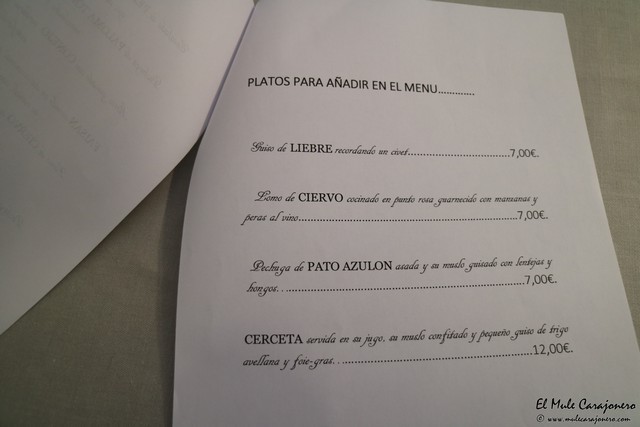 PLATOS PARA AÑADIR EN EL MENU............
Guiso de LIEBRE recordando un civet...................................7,00€.
Lomo de CIERVO cocinado en punto rosa guarnecido con manzanas y
peras al vino..........................................................................7,00€.
Pechuga de PATO AZULON asada y su muslo guisado con lentejas y
hongos. . ................................................................................7,00€.
CERCETA servida en su jugo, su muslo confitado y pequeño guiso de trigo
avellana y foie-gras. . ..............................................................12,00€.
El Mule Carajonero
© www.mulecarajonero.com